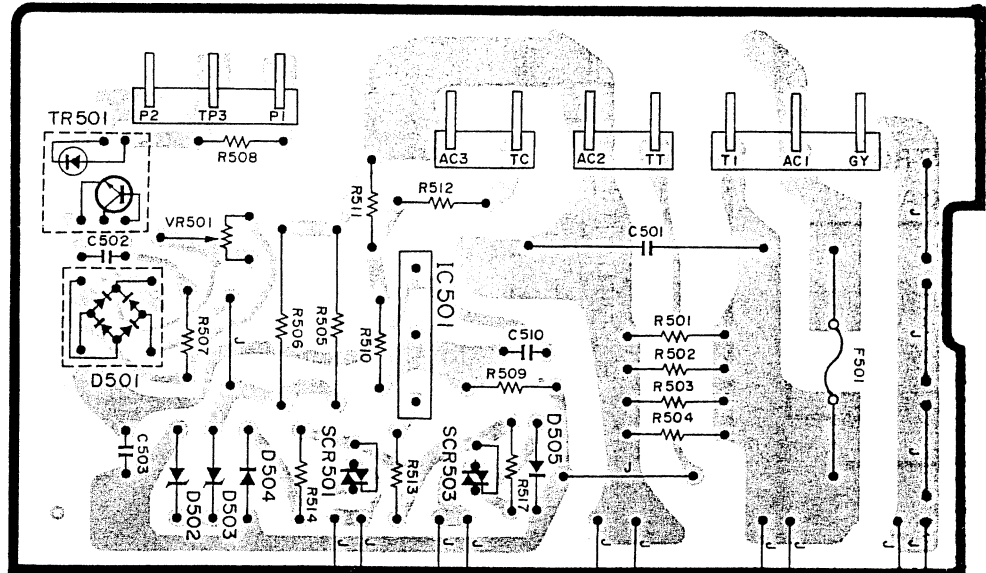 P2 TP3 P1
TR501
R508
AC3 TC
AC2 TT
T1 AC1 GY
R511
R512
VR501
C502
C501
IC501
D501
R507
J
R506
R505
R510
C510
R509
R501
R502
R503
R504
F501
J
J
J
C503
D502
D503
D504
R514
SCR501
R513
SCR503
R517
D505
J
J
J
J
J
J
J
J
J
J
J